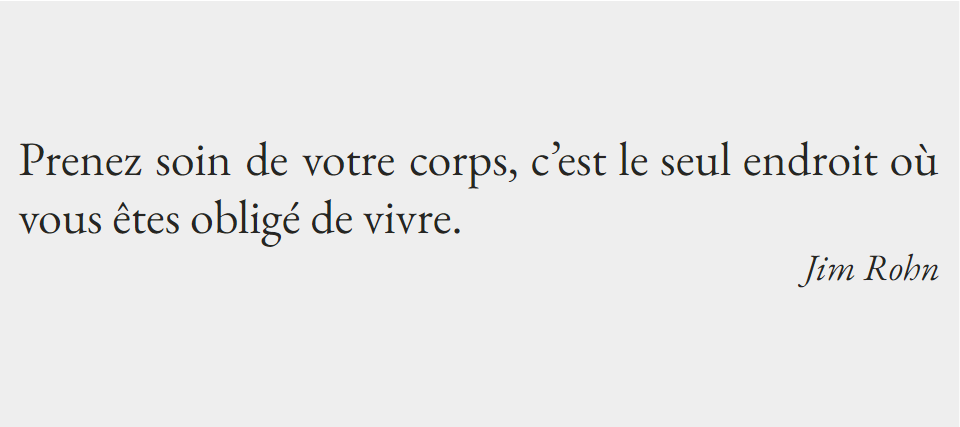 Prenez soin de votre corps, c’est le seul endroit où
vous êtes obligé de vivre.
Jim Rohn